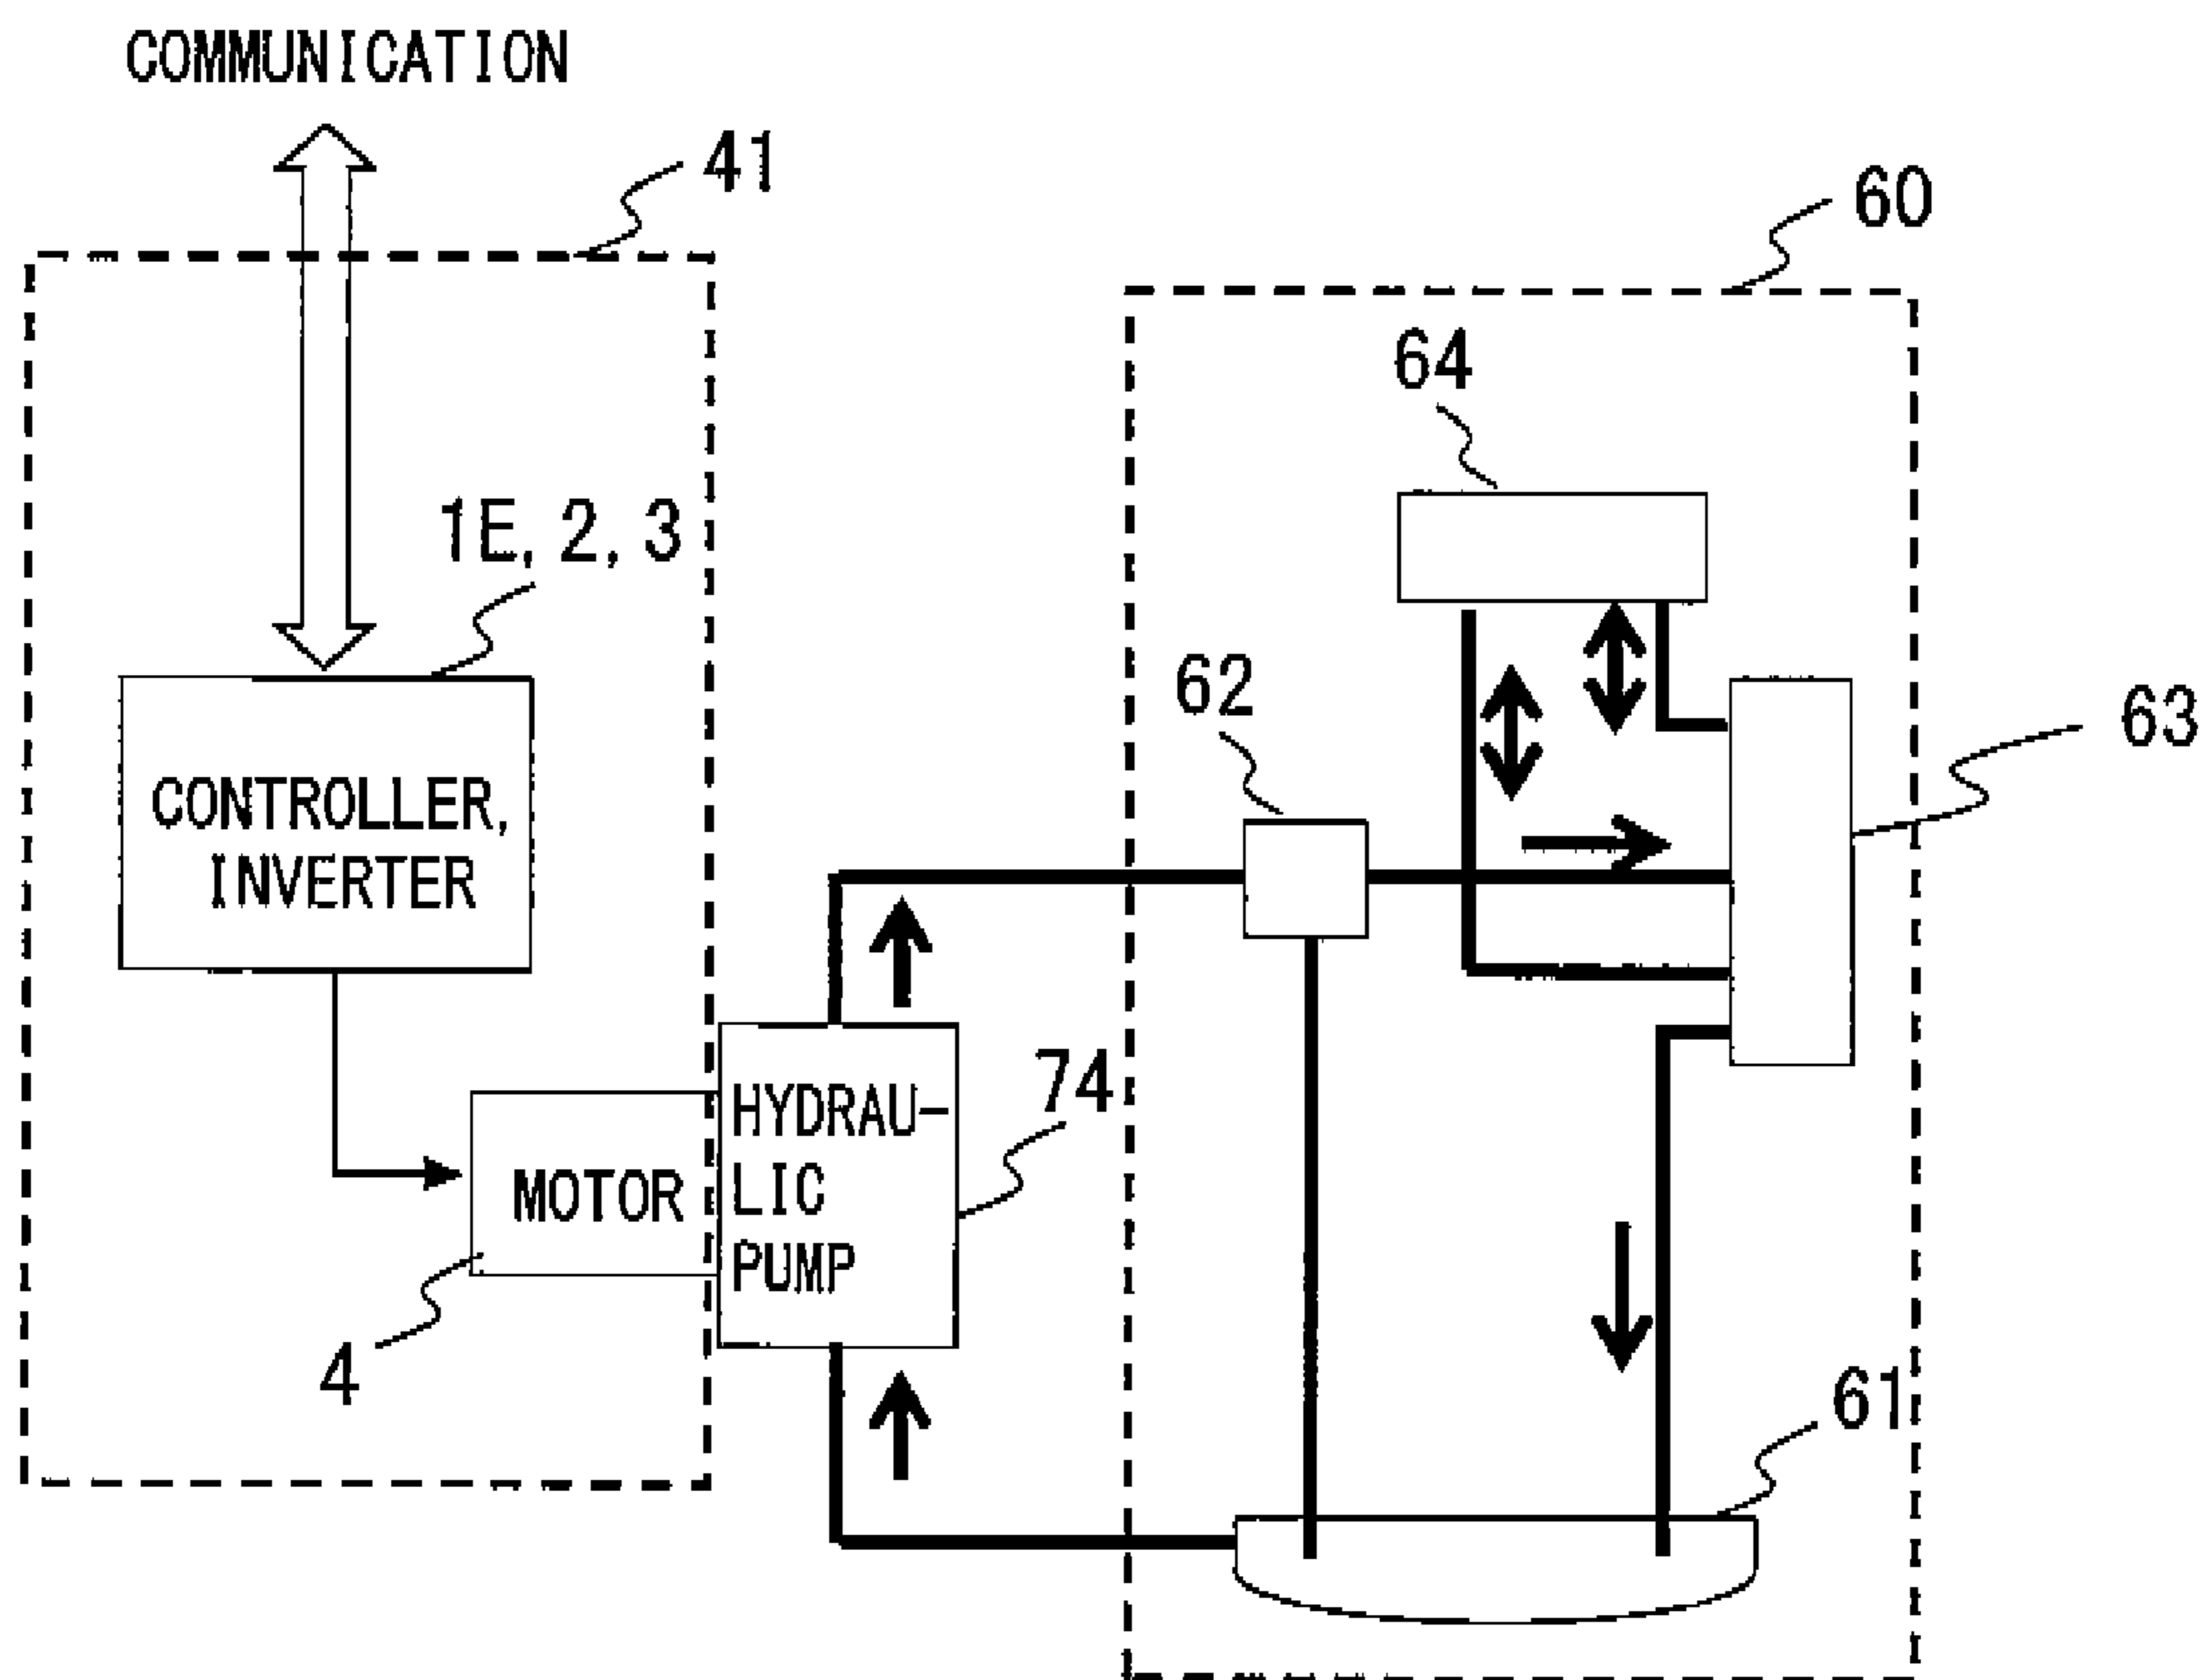 COMMUNICATION
41
60
64
1E, 2, 3
62
63
CONTROLLER,
INVERTER
74
HYDRAU-
LIC
PUMP
MOTOR
4
61